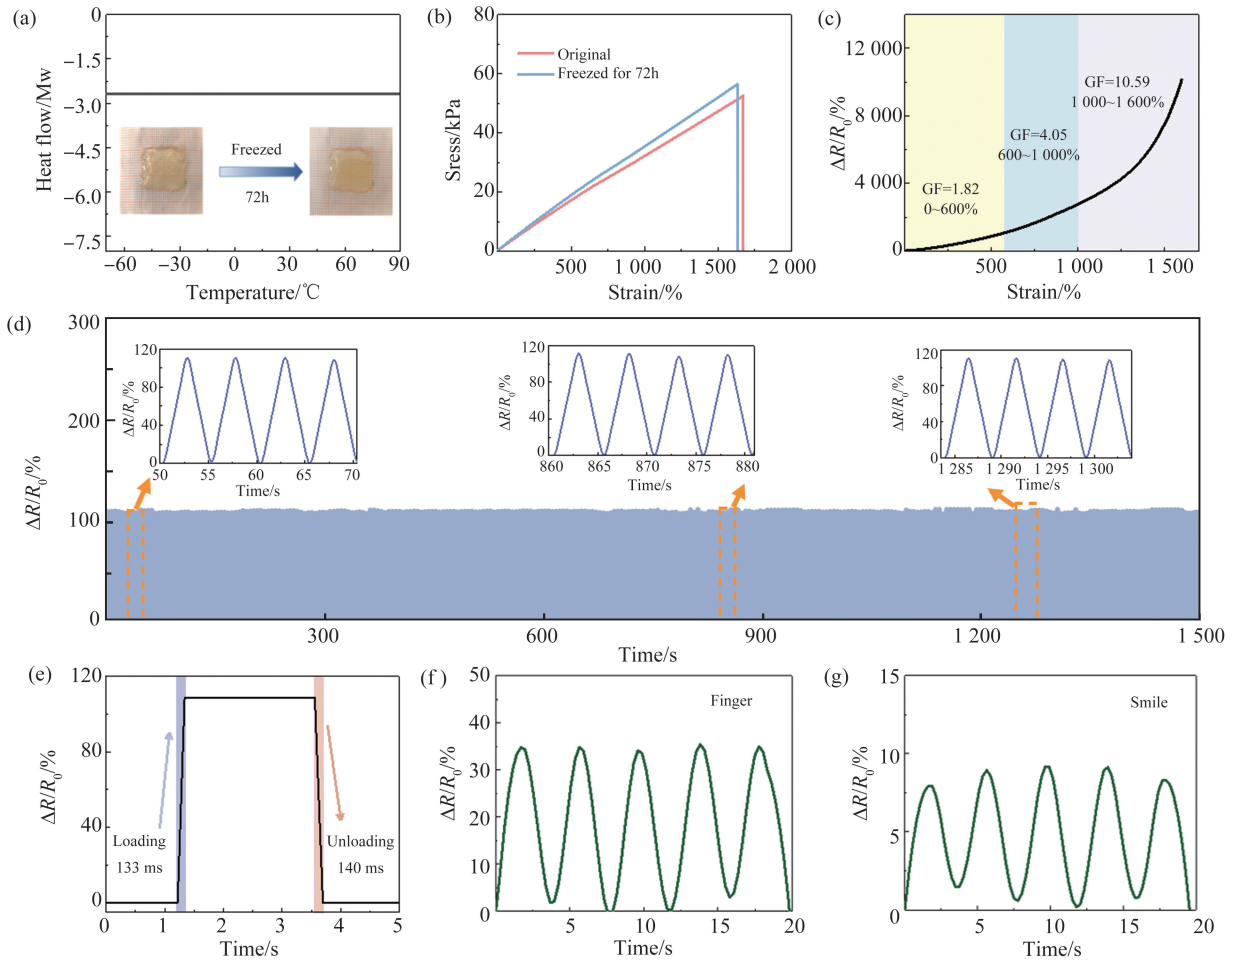 (a)
0
−1.5
−3.0
−4.5
−6.0
−7.5
Heat flow/Mw
Freezed
72h
−60
−30
0
30
60
90
Temperature/℃
(b)
80
60
40
20
0
Sress/kPa
Original
Freezed for 72h
500
1 000
1 500
2 000
Strain/%
(c)
12 000
8 000
4 000
0
ΔR/R0/%
GF=1.82
0~600%
GF=4.05
600~1 000%
GF=10.59
1 000~1 600%
500
1 000
1 500
Strain/%
(d)
300
200
100
0
ΔR/R0/%
120
80
40
0
ΔR/R0/%
50
55
60
65
70
Time/s
120
80
40
0
ΔR/R0/%
860
865
870
875
880
Time/s
120
80
40
0
ΔR/R0/%
1 285
1 290
1 295
1 300
Time/s
300
600
900
1 200
1 500
Time/s
(e)
120
80
40
0
ΔR/R0/%
Loading
133 ms
Unloading
140 ms
0
1
2
3
4
5
Time/s
(f)
50
40
30
20
10
0
ΔR/R0/%
Finger
5
10
15
20
Time/s
(g)
15
10
5
0
ΔR/R0/%
Smile
5
10
15
20
Time/s